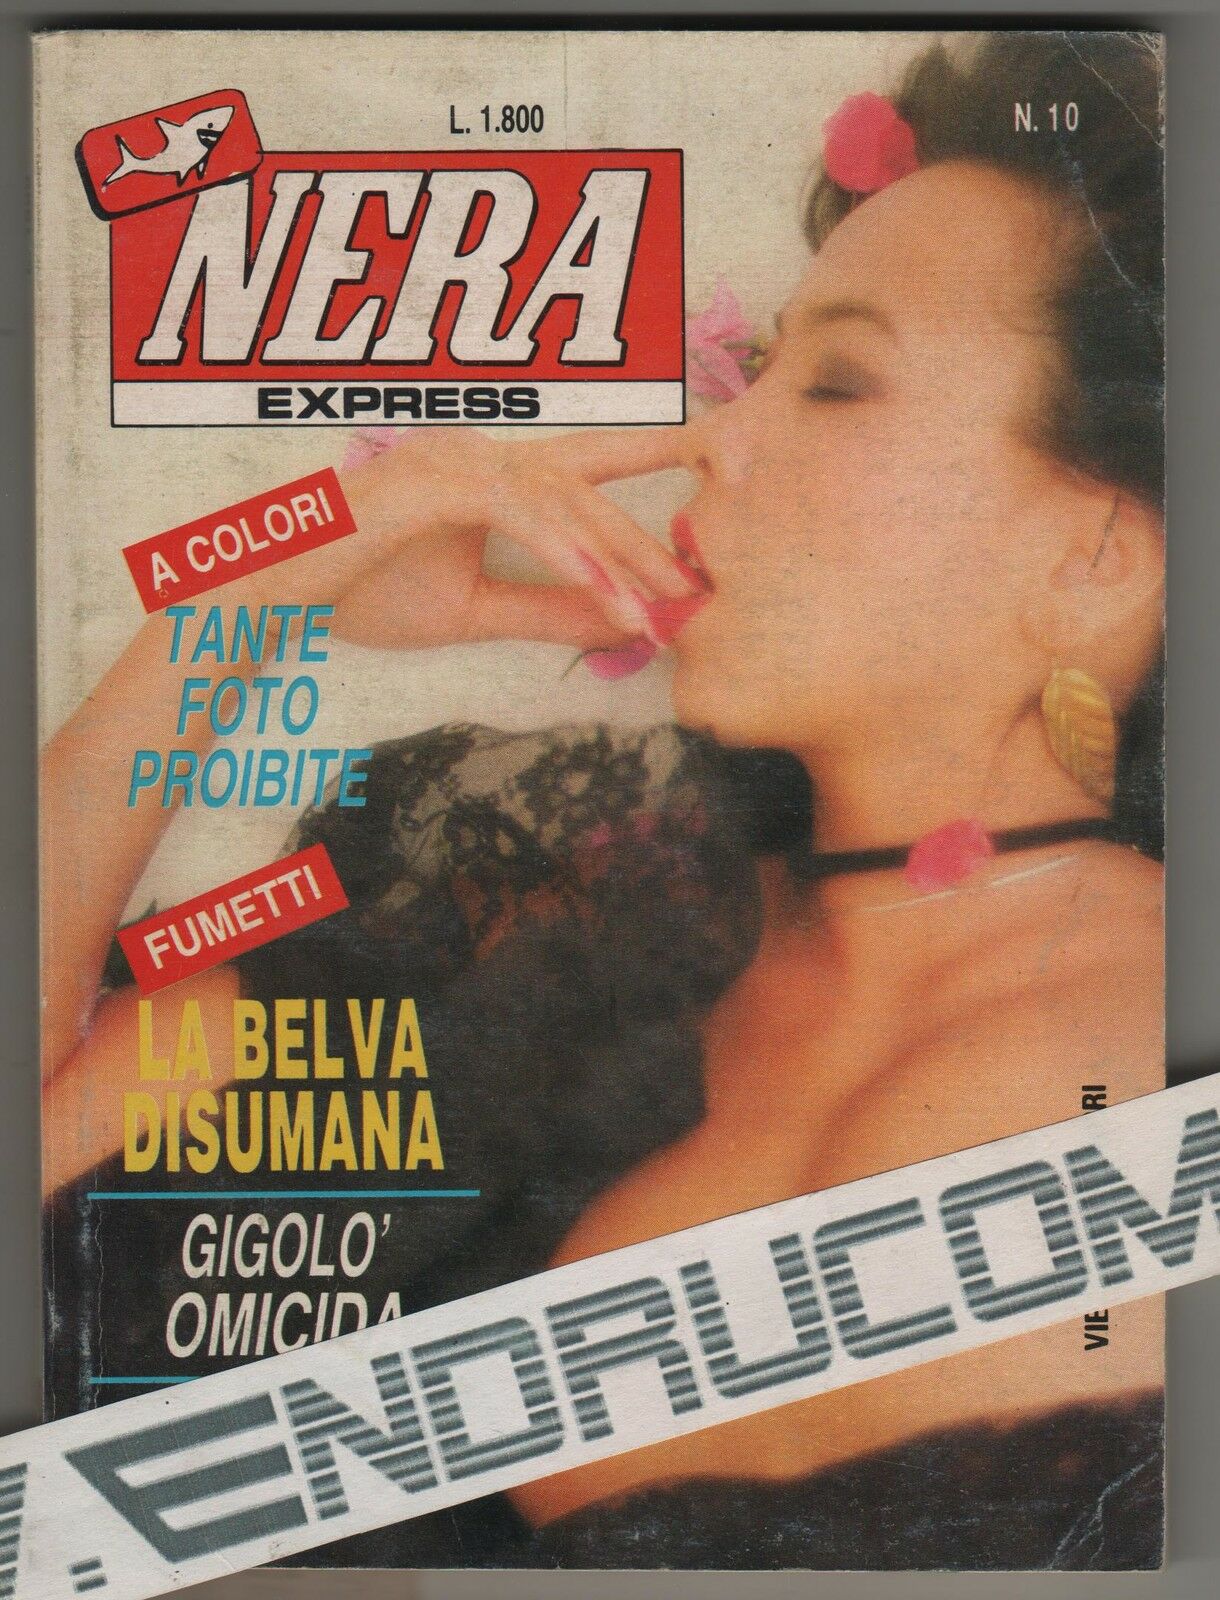 L. 1.800
N. 10
NERA
EXPRESS
A COLORI
TANTE
FOTO
PROIBITE
FUMETTI
LA BELVA
DISUMANA
GIGOLO'
OMICIDA
ENDRUCOM